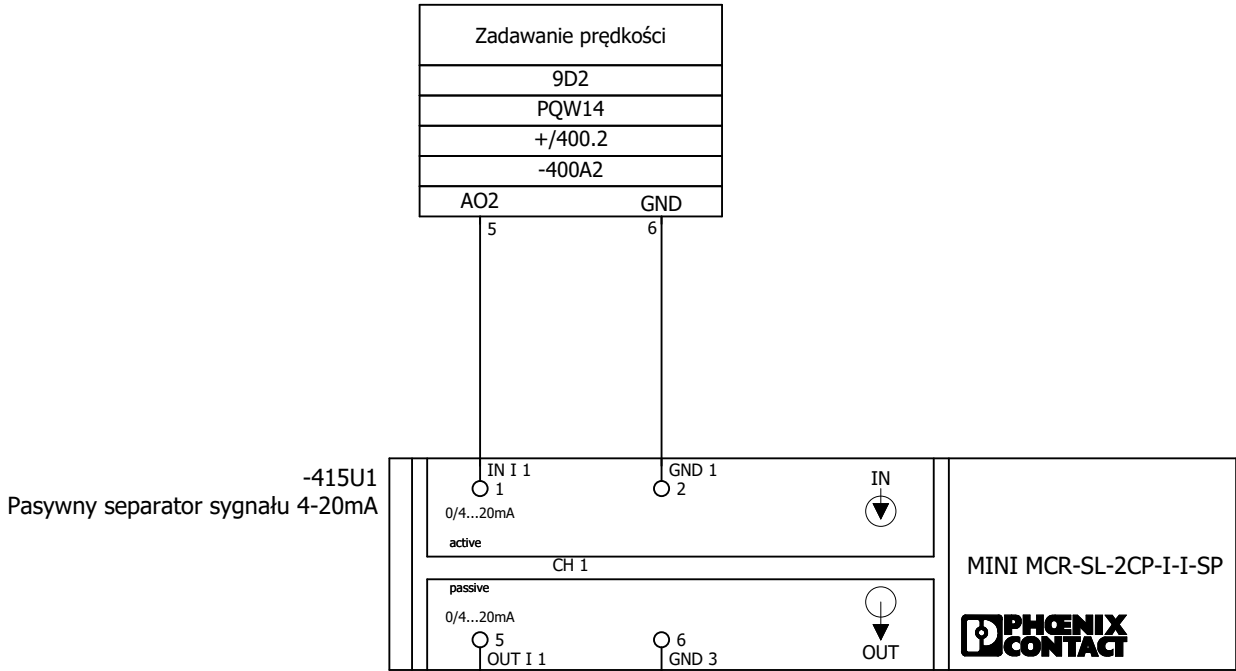 Zadawanie prędkości
9D2
PQW14
+/400.2
-400A2
AO2 GND
5 6
-415U1
Pasywny separator sygnału 4-20mA
IN I 1 GND 1 IN
1 2
0/4...20mA
active
CH 1
MINI MCR-SL-2CP-I-I-SP
passive
0/4...20mA
5 6
OUT I 1 GND 3 OUT
PHŒNIX
CONTACT